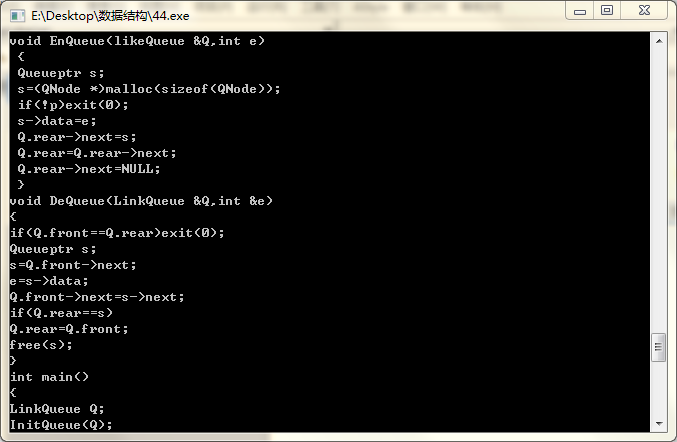 E:\Desktop\数据结构\44.exe
void EnQueue(likeQueue &Q,int e)
{
Queueptr s;
s=(QNode *)malloc(sizeof(QNode));
if(!p)exit(0);
s->data=e;
Q.rear->next=s;
Q.rear=Q.rear->next;
Q.rear->next=NULL;
}
void DeQueue(LinkQueue &Q,int &e)
{
if(Q.front==Q.rear)exit(0);
Queueptr s;
s=Q.front->next;
e=s->data;
Q.front->next=s->next;
if(Q.rear==s)
Q.rear=Q.front;
free(s);
}
int main()
{
LinkQueue Q;
InitQueue(Q);